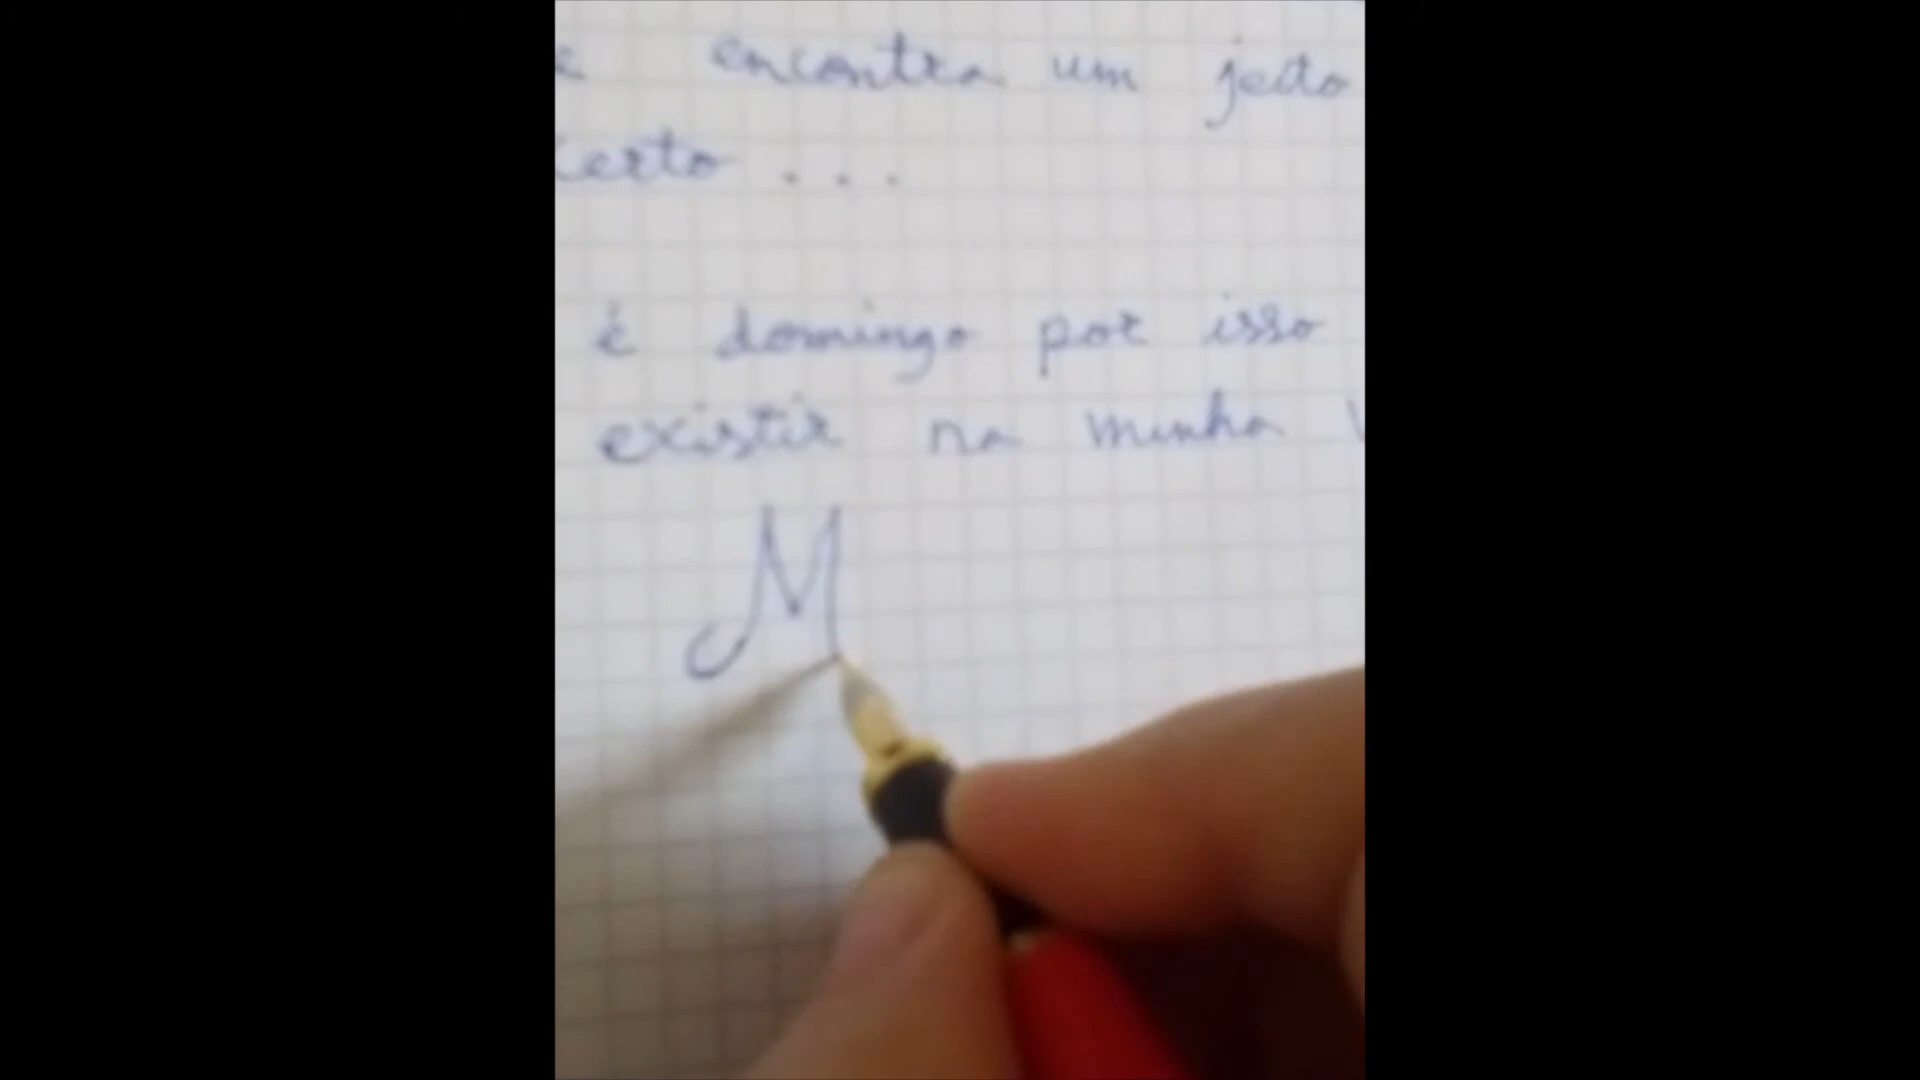 e encontra um jeito
certo ...
é domingo por isso
existir na minha
M